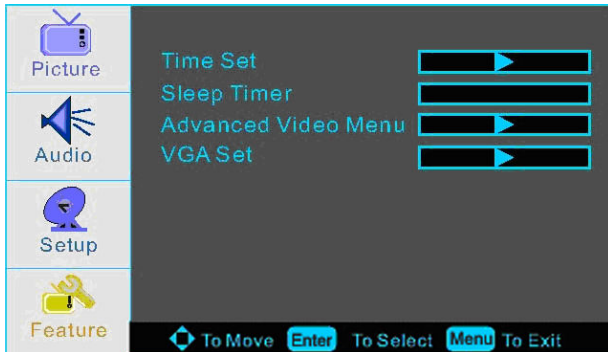 Picture
Audio
Setup
Feature
Time Set
Sleep Timer
Advanced Video Menu
VGA Set
To Move Enter To Select Menu To Exit